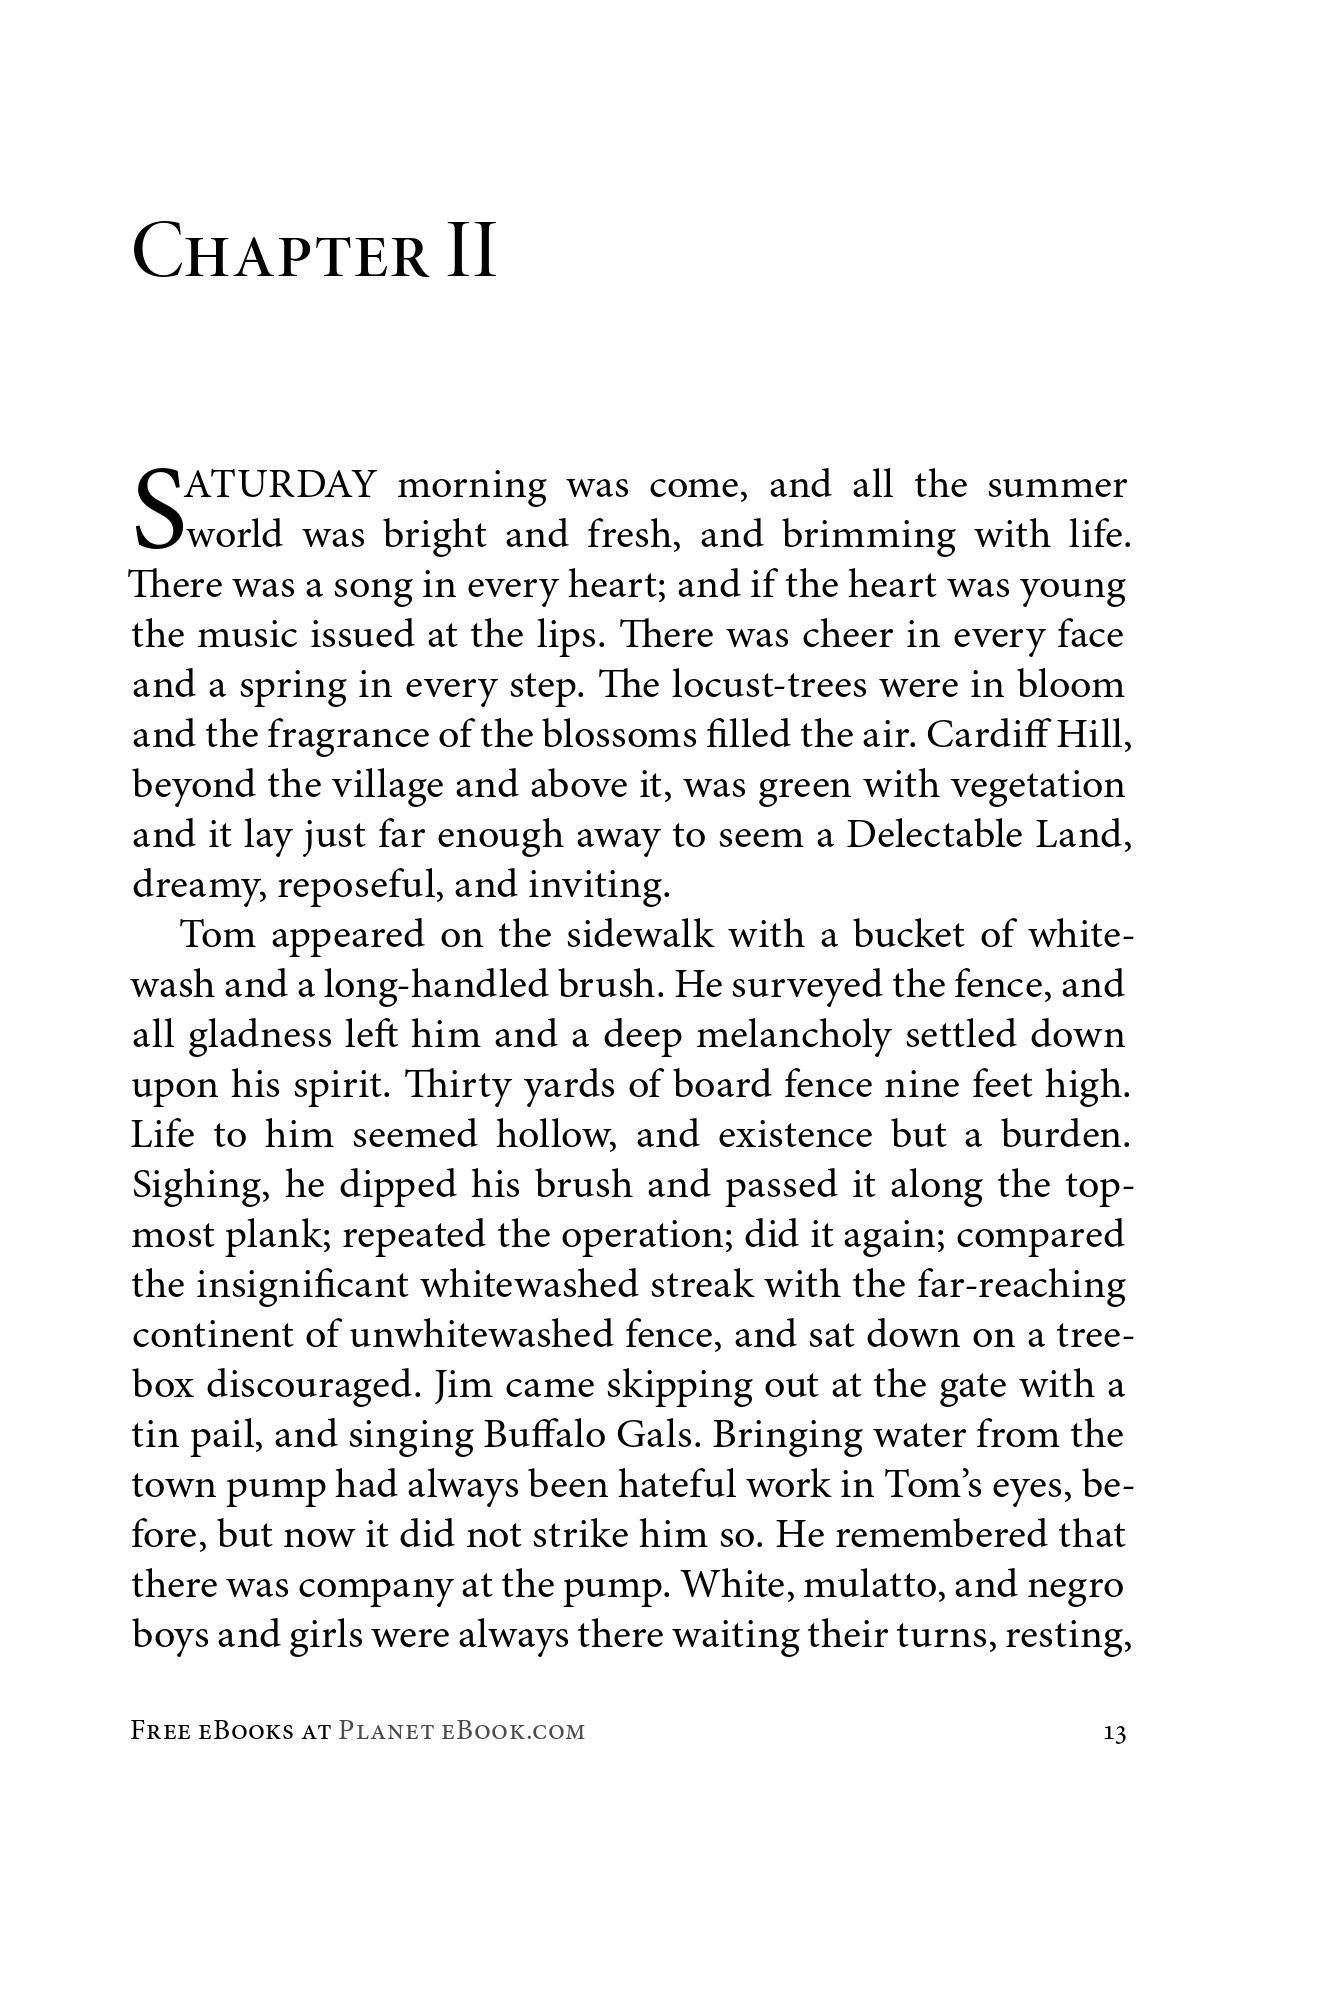 Chapter II
SATURDAY morning was come, and all the summer
world was bright and fresh, and brimming with life.
There was a song in every heart; and if the heart was young
the music issued at the lips. There was cheer in every face
and a spring in every step. The locust-trees were in bloom
and the fragrance of the blossoms filled the air. Cardiff Hill,
beyond the village and above it, was green with vegetation
and it lay just far enough away to seem a Delectable Land,
dreamy, reposeful, and inviting.
Tom appeared on the sidewalk with a bucket of white-
wash and a long-handled brush. He surveyed the fence, and
all gladness left him and a deep melancholy settled down
upon his spirit. Thirty yards of board fence nine feet high.
Life to him seemed hollow, and existence but a burden.
Sighing, he dipped his brush and passed it along the top-
most plank; repeated the operation; did it again; compared
the insignificant whitewashed streak with the far-reaching
continent of unwhitewashed fence, and sat down on a tree-
box discouraged. Jim came skipping out at the gate with a
tin pail, and singing Buffalo Gals. Bringing water from the
town pump had always been hateful work in Tom’s eyes, be-
fore, but now it did not strike him so. He remembered that
there was company at the pump. White, mulatto, and negro
boys and girls were always there waiting their turns, resting,
Free eBooks at Planet eBook.com 13